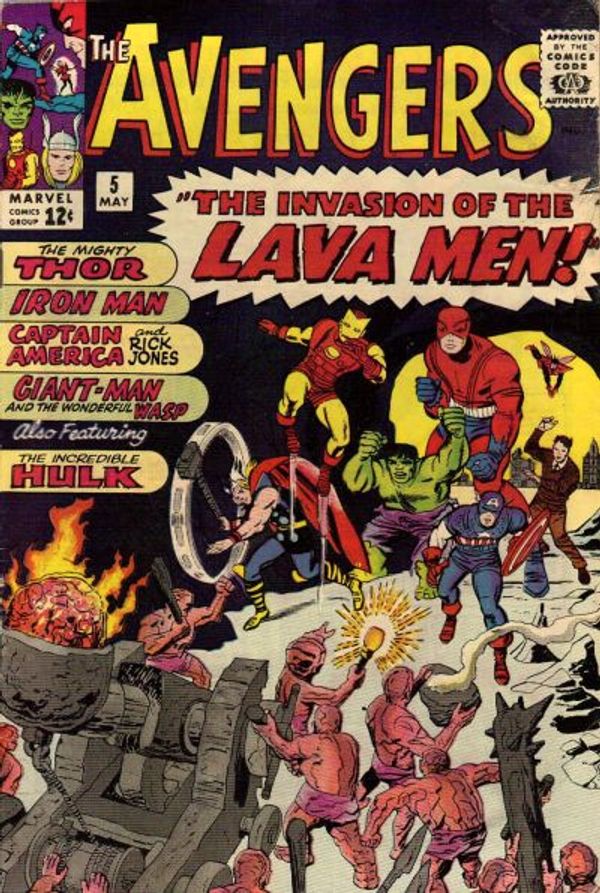 THE
AVENGERS
APPROVED
BY THE
COMICS
CODE
AUTHORITY
MARVEL
COMICS
GROUP
12¢
5
MAY
"THE INVASION OF THE
LAVA MEN!"
THE MIGHTY
THOR
IRON MAN
CAPTAIN
AMERICA and
RICK
JONES
GIANT-MAN
AND THE WONDERFUL WASP
Also Featuring
THE INCREDIBLE
HULK